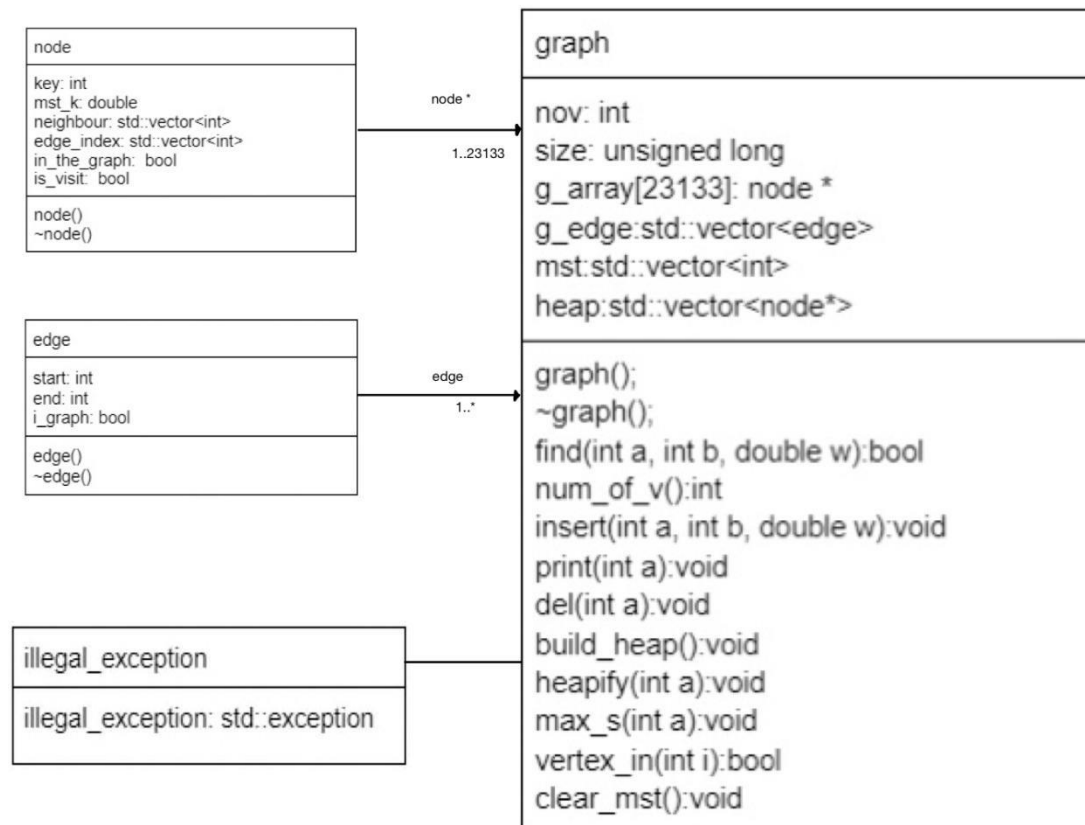 node
key: int
mst_k: double
neighbour: std::vector<int>
edge_index: std::vector<int>
in_the_graph:  bool
is_visit:  bool
node()
~node()
node *
1..23133
edge
start: int
end: int
i_graph: bool
edge()
~edge()
edge
1..*
illegal_exception
illegal_exception: std::exception
graph
nov: int
size: unsigned long
g_array[23133]: node *
g_edge:std::vector<edge>
mst:std::vector<int>
heap:std::vector<node*>
graph();
~graph();
find(int a, int b, double w):bool
num_of_v():int
insert(int a, int b, double w):void
print(int a):void
del(int a):void
build_heap():void
heapify(int a):void
max_s(int a):void
vertex_in(int i):bool
clear_mst():void